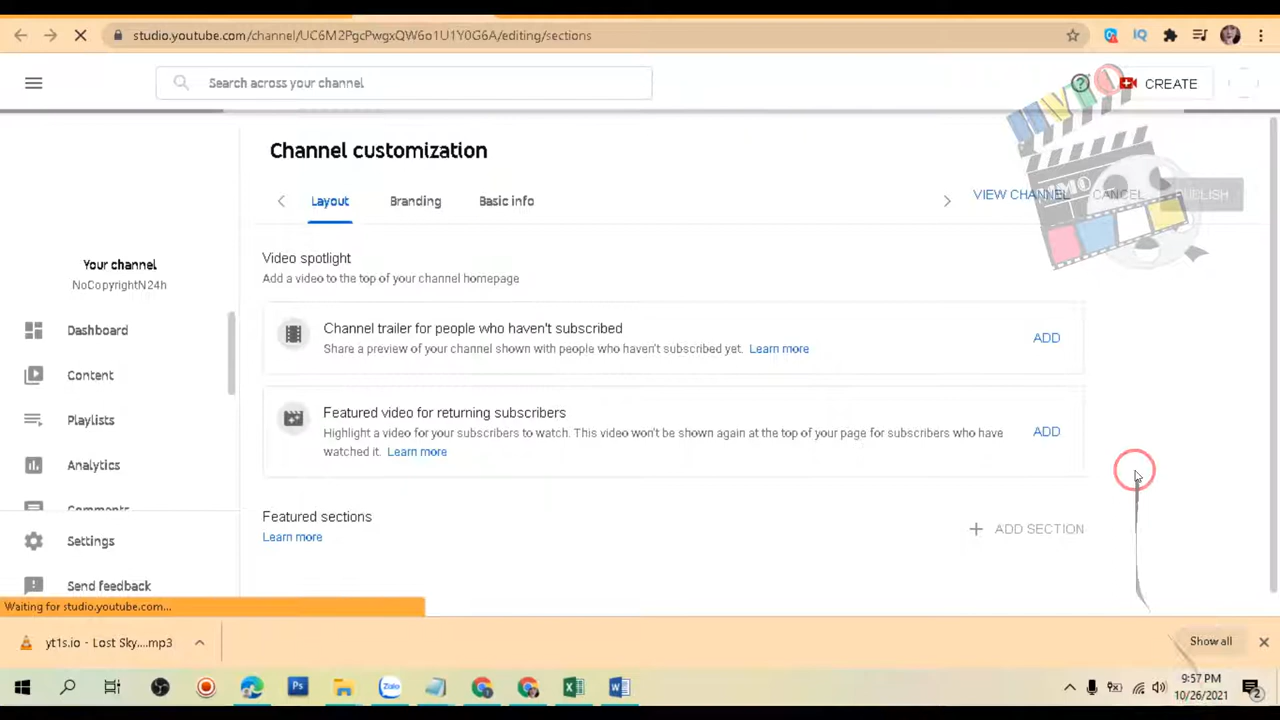 studio.youtube.com/channel/UC6M2PgcPwgxQW6o1U1Y0G6A/editing/sections
Search across your channel
CREATE
Channel customization
Layout
Branding
Basic info
VIEW CHANNEL
CANCEL
PUBLISH
Your channel
NoCopyrightN24h
Dashboard
Content
Playlists
Analytics
Comments
Settings
Send feedback
Video spotlight
Add a video to the top of your channel homepage
Channel trailer for people who haven't subscribed
Share a preview of your channel shown with people who haven't subscribed yet. Learn more
ADD
Featured video for returning subscribers
Highlight a video for your subscribers to watch. This video won't be shown again at the top of your page for subscribers who have
watched it. Learn more
ADD
Featured sections
Learn more
ADD SECTION
Waiting for studio.youtube.com...
yt1s.io - Lost Sky....mp3
Show all
Zalo
9:57 PM
10/26/2021